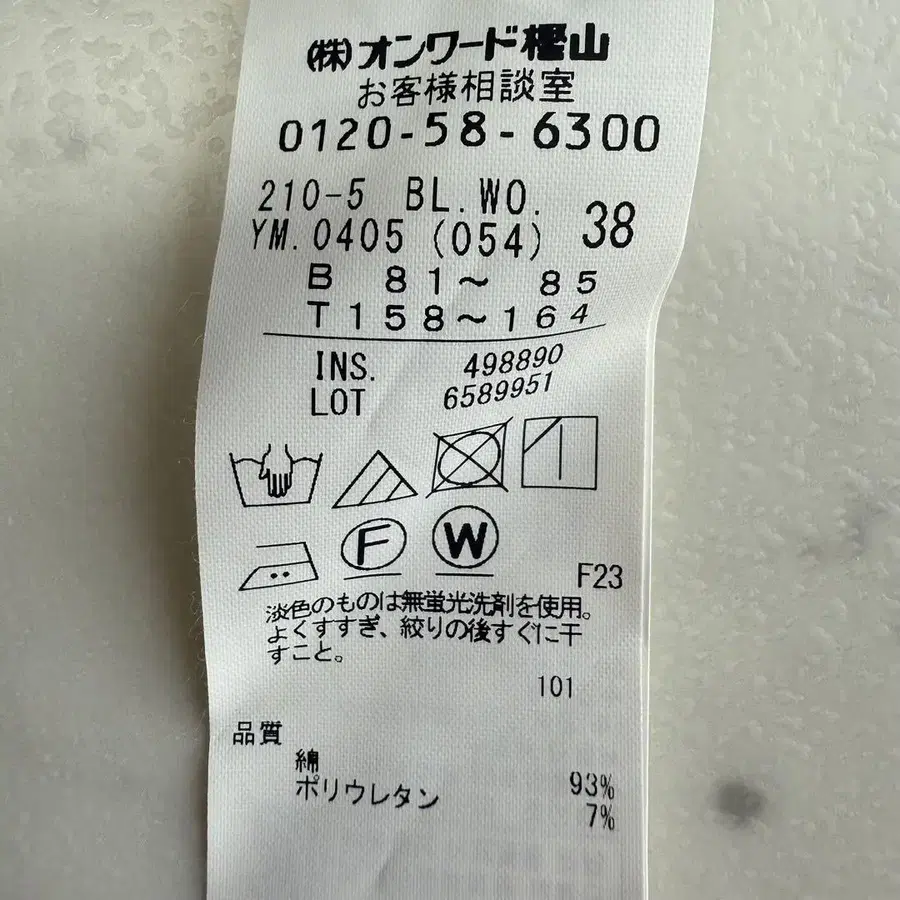 (株)オンワード樫山
お客様相談室
0120-58-6300
210-5 BL.WO.
YM.0405 (054) 38
B 81～ 85
T158～164
INS. 498890
LOT 6589951
F W
F23
淡色のものは無蛍光洗剤を使用。
よくすすぎ、絞りの後すぐに干
すこと。
101
品質
綿 93%
ポリウレタン 7%